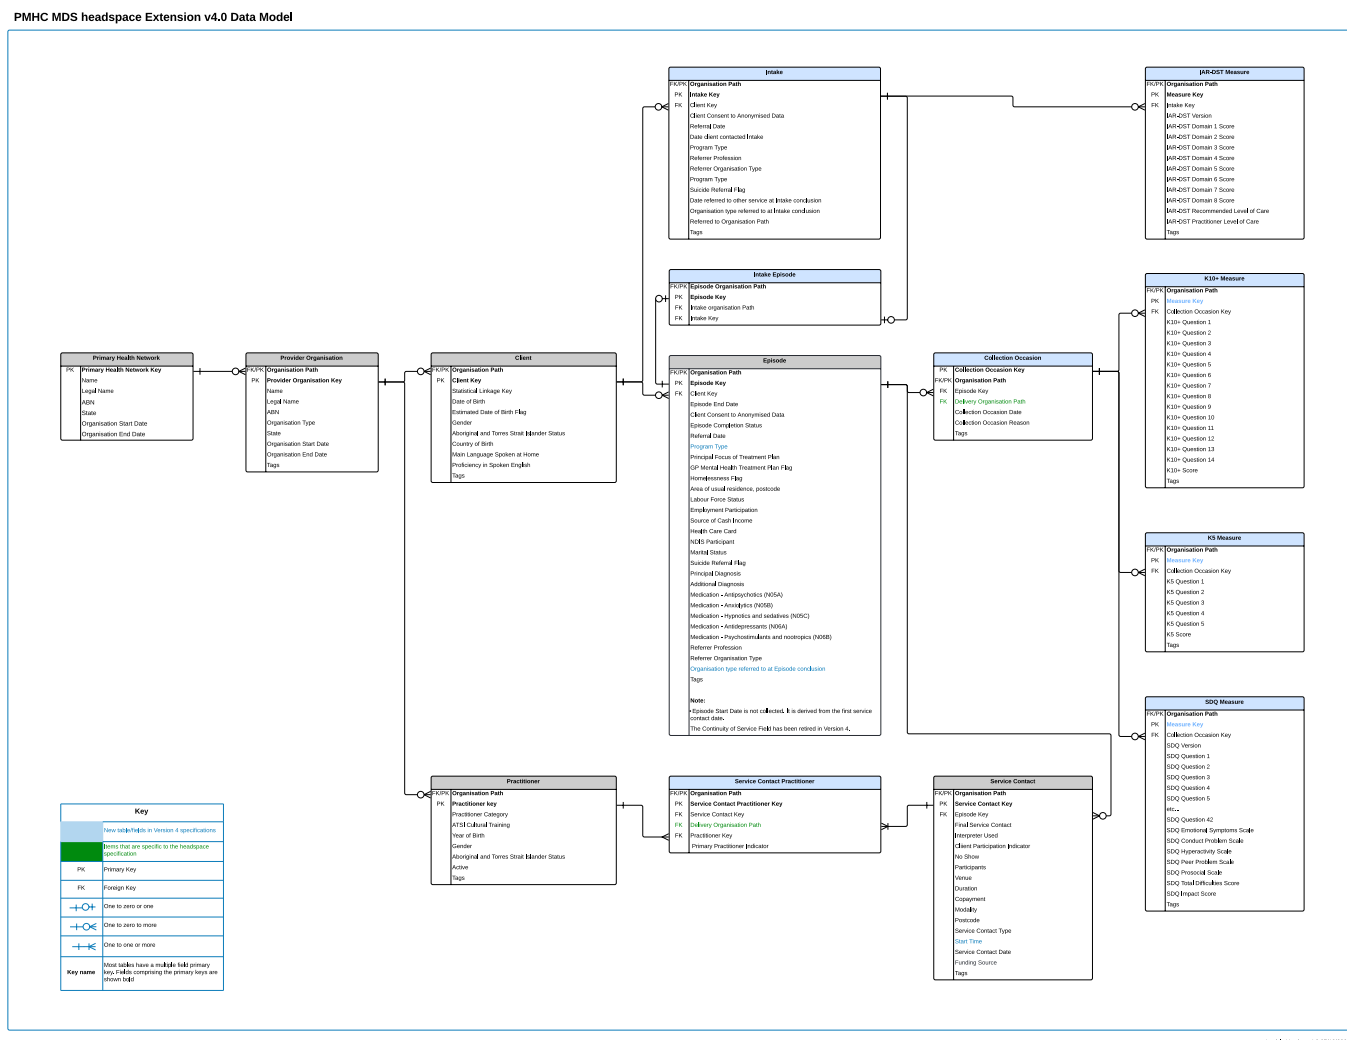 PMHC MDS headspace Extension v4.0 Data Model
Intake
FK/PK Organisation Path
PK Intake Key
FK Client Key
Client Consent to Anonymised Data
Referral Date
Date client contacted Intake
Program Type
Referrer Profession
Referrer Organisation Type
Program Type
Suicide Referral Flag
Date referred to other service at Intake conclusion
Organisation type referred to at Intake conclusion
Referred to Organisation Path
Tags
IAR-DST Measure
FK/PK Organisation Path
PK Measure Key
FK Intake Key
IAR-DST Version
IAR-DST Domain 1 Score
IAR-DST Domain 2 Score
IAR-DST Domain 3 Score
IAR-DST Domain 4 Score
IAR-DST Domain 5 Score
IAR-DST Domain 6 Score
IAR-DST Domain 7 Score
IAR-DST Domain 8 Score
IAR-DST Recommended Level of Care
IAR-DST Practitioner Level of Care
Tags
Intake Episode
FK/PK Episode Organisation Path
PK Episode Key
FK Intake organisation Path
FK Intake Key
K10+ Measure
FK/PK Organisation Path
PK Measure Key
FK Collection Occasion Key
K10+ Question 1
K10+ Question 2
K10+ Question 3
K10+ Question 4
K10+ Question 5
K10+ Question 6
K10+ Question 7
K10+ Question 8
K10+ Question 9
K10+ Question 10
K10+ Question 11
K10+ Question 12
K10+ Question 13
K10+ Question 14
K10+ Score
Tags
Primary Health Network
PK Primary Health Network Key
Name
Legal Name
ABN
State
Organisation Start Date
Organisation End Date
Provider Organisation
FK/PK Organisation Path
PK Provider Organisation Key
Name
Legal Name
ABN
Organisation Type
State
Organisation Start Date
Organisation End Date
Tags
Client
FK/PK Organisation Path
PK Client Key
Statistical Linkage Key
Date of Birth
Estimated Date of Birth Flag
Gender
Aboriginal and Torres Strait Islander Status
Country of Birth
Main Language Spoken at Home
Proficiency in Spoken English
Tags
Episode
FK/PK Organisation Path
PK Episode Key
FK Client Key
Episode End Date
Client Consent to Anonymised Data
Episode Completion Status
Referral Date
Program Type
Principal Focus of Treatment Plan
GP Mental Health Treatment Plan Flag
Homelessness Flag
Area of usual residence, postcode
Labour Force Status
Employment Participation
Source of Cash Income
Health Care Card
NDIS Participant
Marital Status
Suicide Referral Flag
Principal Diagnosis
Additional Diagnosis
Medication - Antipsychotics (N05A)
Medication - Anxiolytics (N05B)
Medication - Hypnotics and sedatives (N05C)
Medication - Antidepressants (N06A)
Medication - Psychostimulants and nootropics (N06B)
Referrer Profession
Referrer Organisation Type
Organisation type referred to at Episode conclusion
Tags
Note:
• Episode Start Date is not collected. It is derived from the first service
contact date.
The Continuity of Service Field has been retired in Version 4.
Collection Occasion
PK Collection Occasion Key
FK/PK Organisation Path
FK Episode Key
FK Delivery Organisation Path
Collection Occasion Date
Collection Occasion Reason
Tags
K5 Measure
FK/PK Organisation Path
PK Measure Key
FK Collection Occasion Key
K5 Question 1
K5 Question 2
K5 Question 3
K5 Question 4
K5 Question 5
K5 Score
Tags
SDQ Measure
FK/PK Organisation Path
PK Measure Key
FK Collection Occasion Key
SDQ Version
SDQ Question 1
SDQ Question 2
SDQ Question 3
SDQ Question 4
SDQ Question 5
etc..
SDQ Question 42
SDQ Emotional Symptoms Scale
SDQ Conduct Problem Scale
SDQ Hyperactivity Scale
SDQ Peer Problem Scale
SDQ Prosocial Scale
SDQ Total Difficulties Score
SDQ Impact Score
Tags
Practitioner
FK/PK Organisation Path
PK Practitioner key
Practitioner Category
ATSI Cultural Training
Year of Birth
Gender
Aboriginal and Torres Strait Islander Status
Active
Tags
Service Contact Practitioner
FK/PK Organisation Path
PK Service Contact Practitioner Key
FK Service Contact Key
FK Delivery Organisation Path
FK Practitioner Key
Primary Practitioner Indicator
Service Contact
FK/PK Organisation Path
PK Service Contact Key
FK Episode Key
Final Service Contact
Interpreter Used
Client Participation Indicator
No Show
Participants
Venue
Duration
Copayment
Modality
Postcode
Service Contact Type
Start Time
Service Contact Date
Funding Source
Tags
Key
New table/fields in Version 4 specifications
Items that are specific to the headspace
specification
PK Primary Key
FK Foreign Key
One to zero or one
One to zero to more
One to one or more
Key name Most tables have a multiple field primary
key. Fields comprising the primary keys are
shown bold